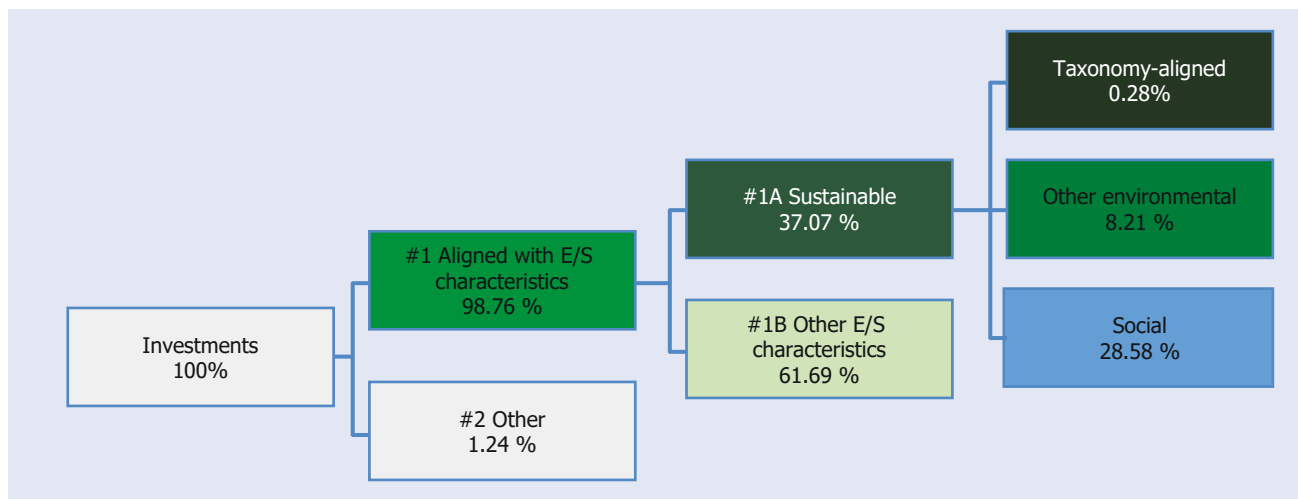 Investments
100%
#1 Aligned with E/S
characteristics
98.76 %
#2 Other
1.24 %
#1A Sustainable
37.07 %
#1B Other E/S
characteristics
61.69 %
Taxonomy-aligned
0.28%
Other environmental
8.21 %
Social
28.58 %